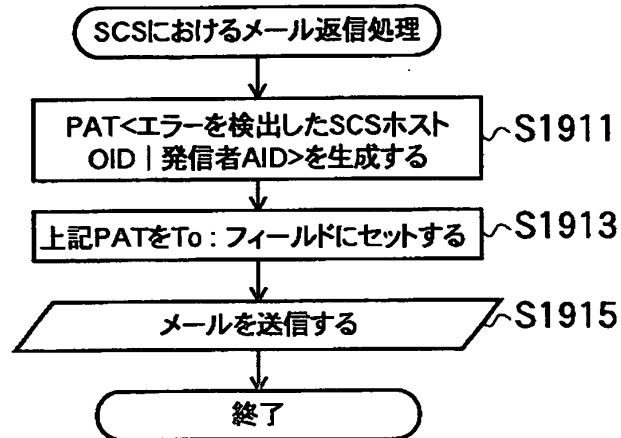 SCSにおけるメール返信処理
PAT<エラーを検出したSCSホスト
OID｜発信者AID>を生成する
S1911
上記PATをTo：フィールドにセットする
S1913
メールを送信する
S1915
終了